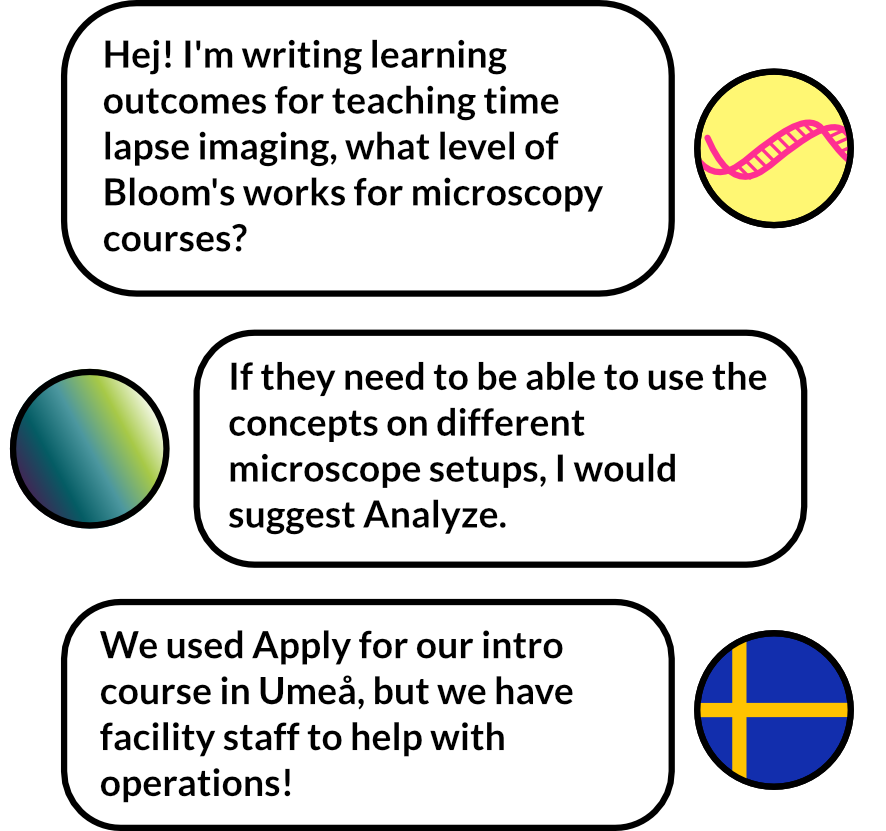 Hej! I'm writing learning
outcomes for teaching time
lapse imaging, what level of
Bloom's works for microscopy
courses?
If they need to be able to use the
concepts on different
microscope setups, I would
suggest Analyze.
We used Apply for our intro
course in Umeå, but we have
facility staff to help with
operations!